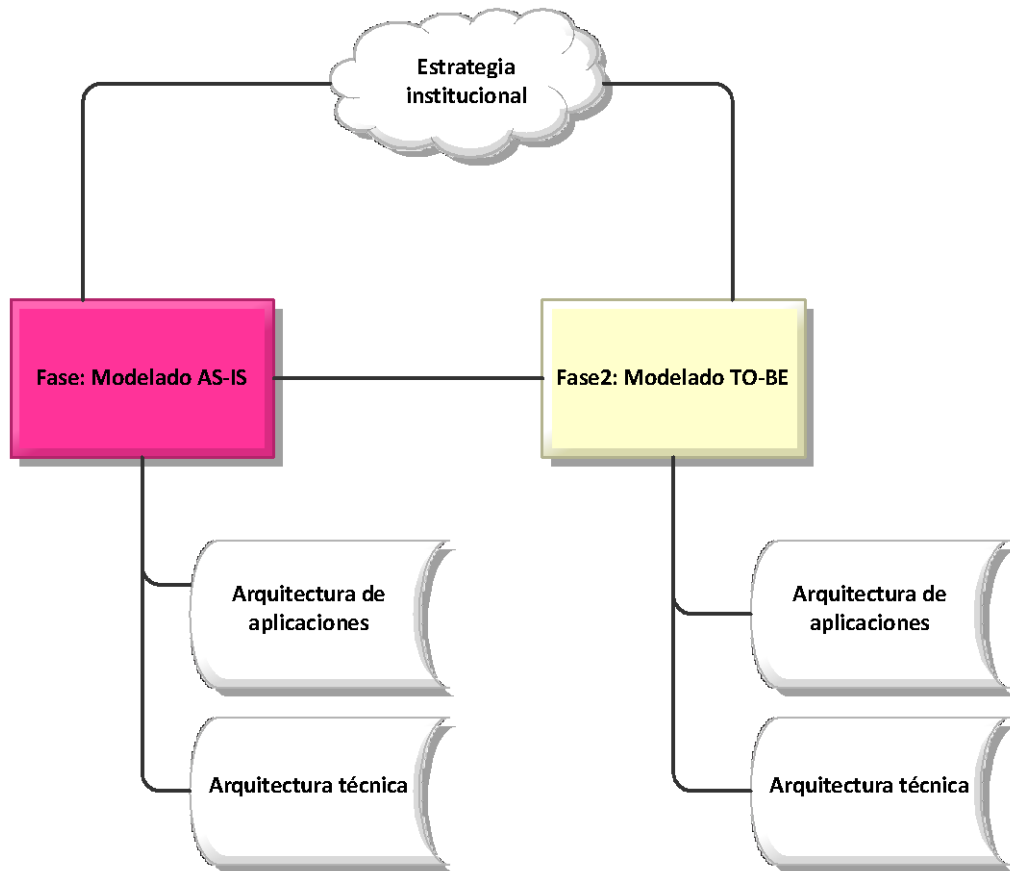 Estrategia
institucional
Fase: Modelado AS-IS
Fase2: Modelado TO-BE
Arquitectura de
aplicaciones
Arquitectura de
aplicaciones
Arquitectura técnica
Arquitectura técnica